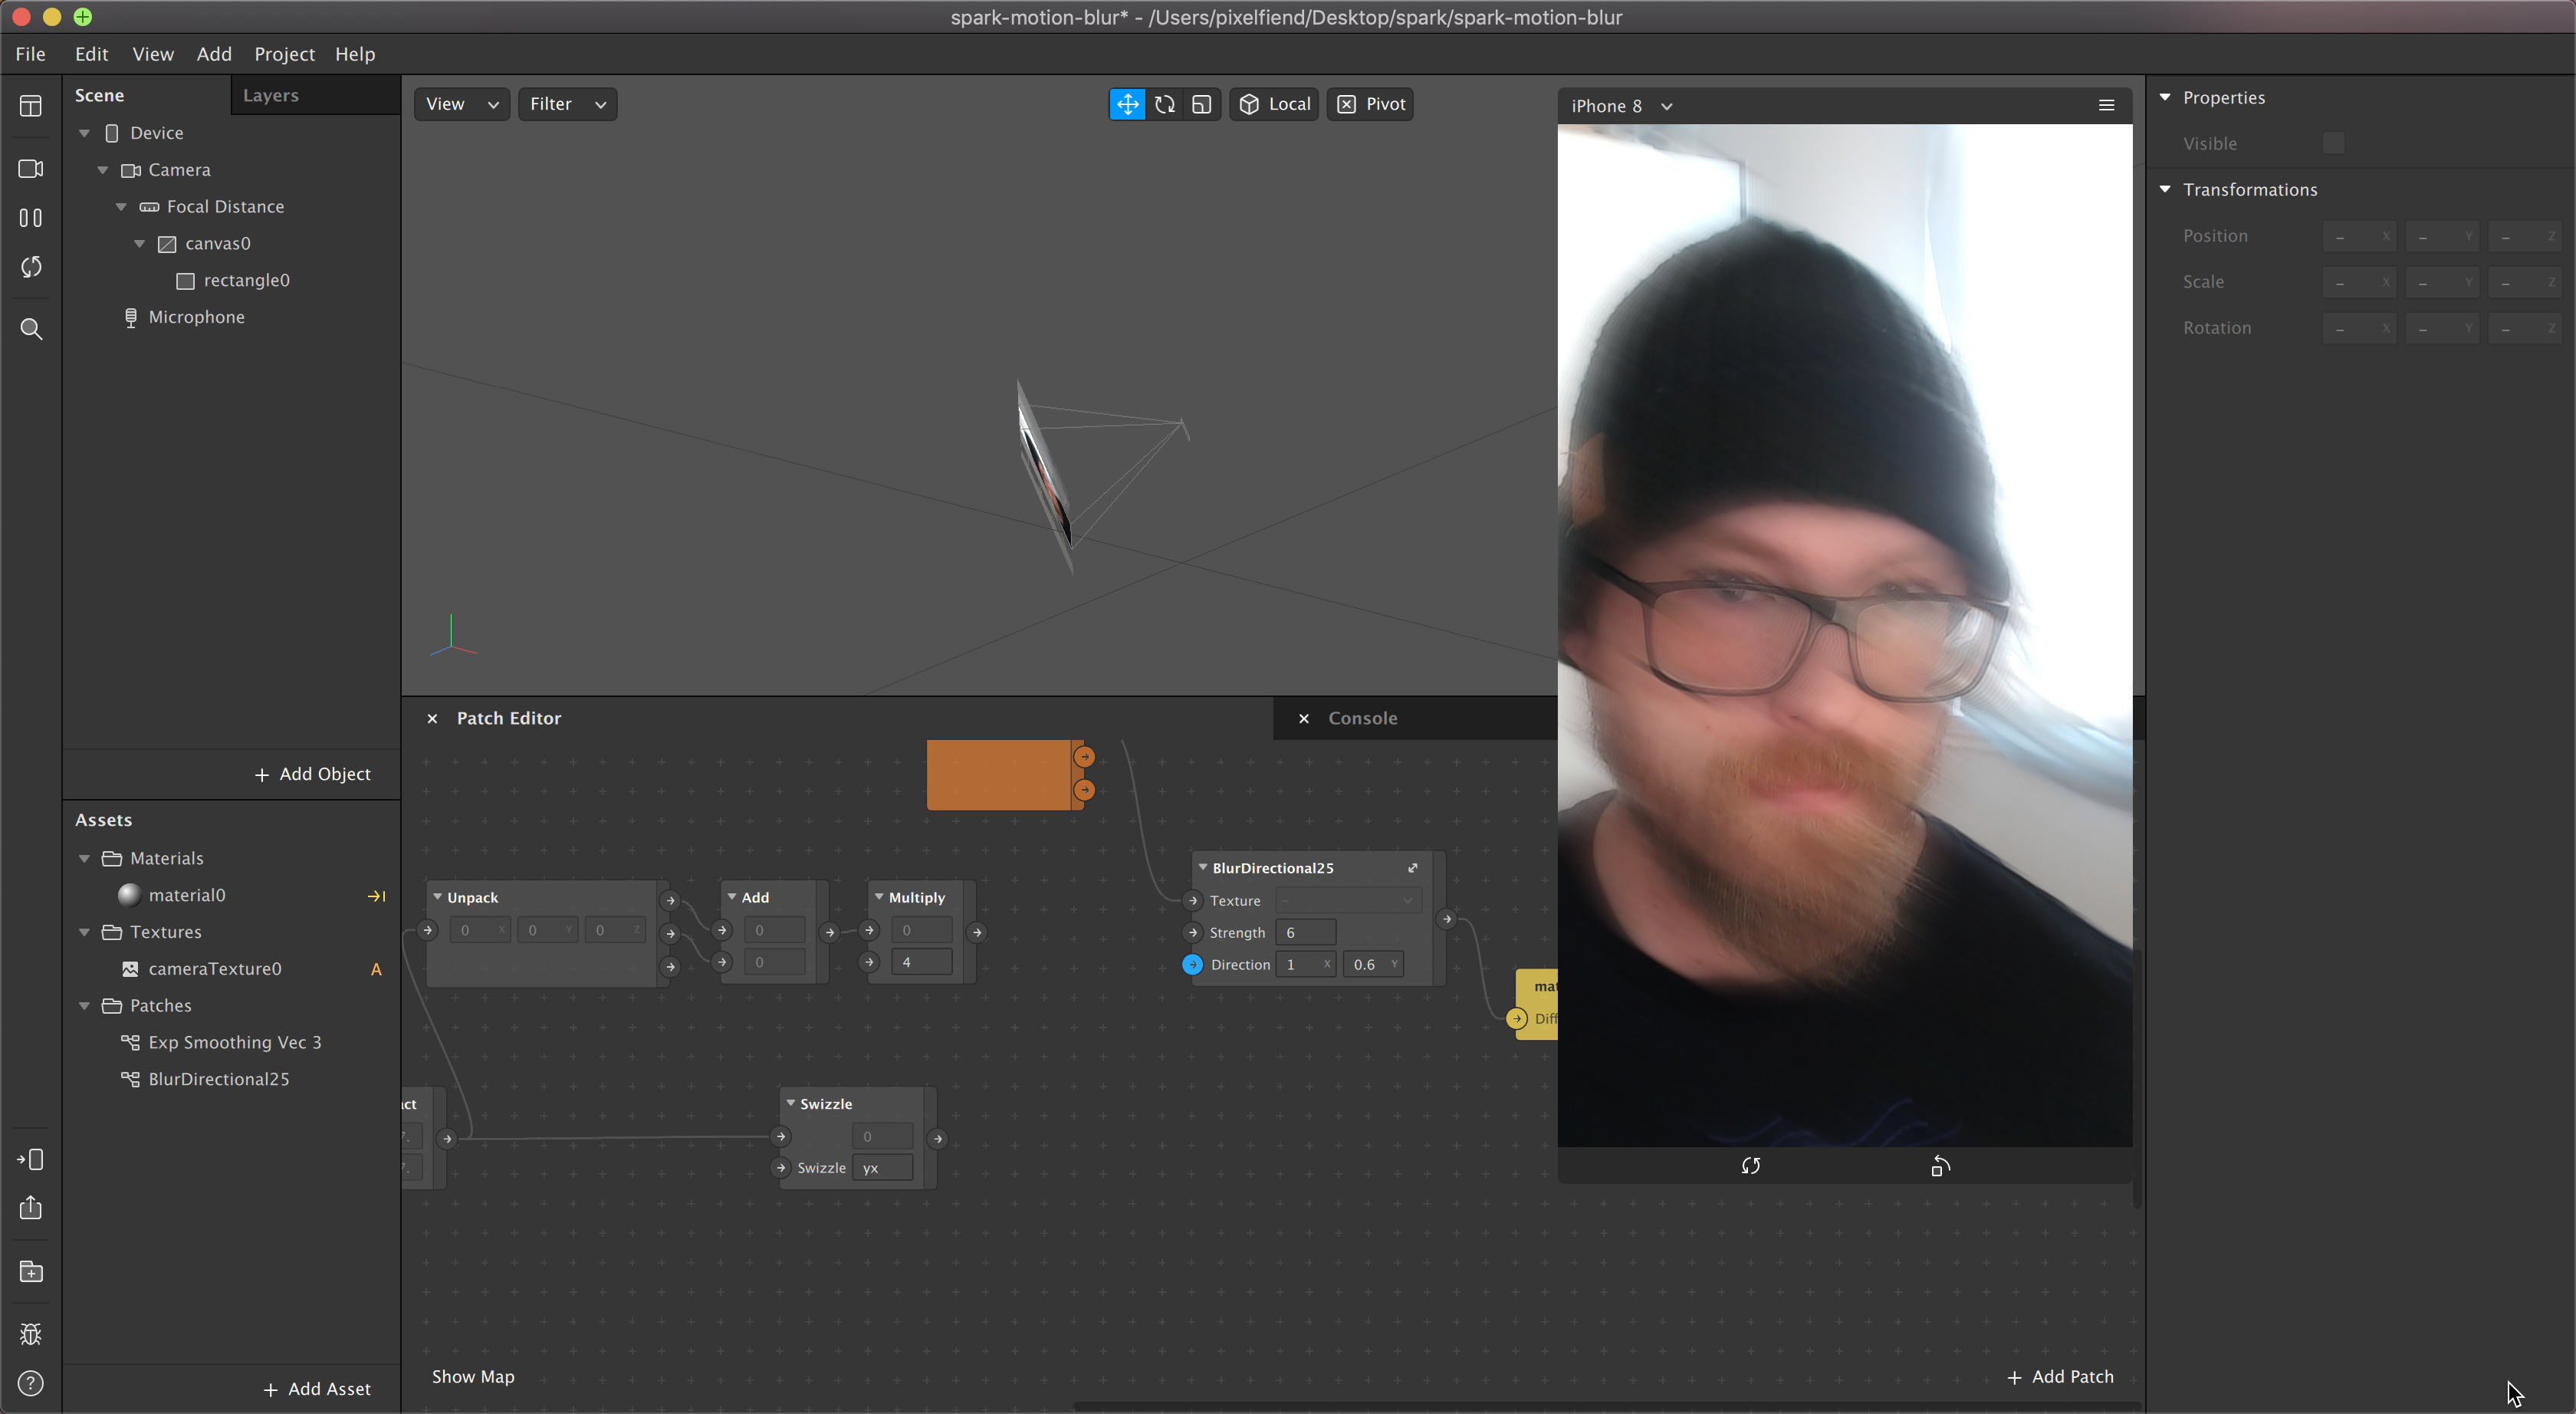 spark-motion-blur* - /Users/pixelfiend/Desktop/spark/spark-motion-blur
File Edit View Add Project Help
Scene Layers
Device
Camera
Focal Distance
canvas0
rectangle0
Microphone
+ Add Object
Assets
Materials
material0
Textures
cameraTexture0 A
Patches
Exp Smoothing Vec 3
BlurDirectional25
+ Add Asset
View Filter Local Pivot
iPhone 8
Patch Editor
Console
Unpack
0 X 0 Y 0 Z
Add
0
0
Multiply
0
4
BlurDirectional25
Texture –
Strength 6
Direction 1 X 0.6 Y
mat
Diff
ct
7.
7.
Swizzle
0
Swizzle yx
Show Map
+ Add Patch
Properties
Visible
Transformations
Position – X – Y – Z
Scale – X – Y – Z
Rotation – X – Y – Z